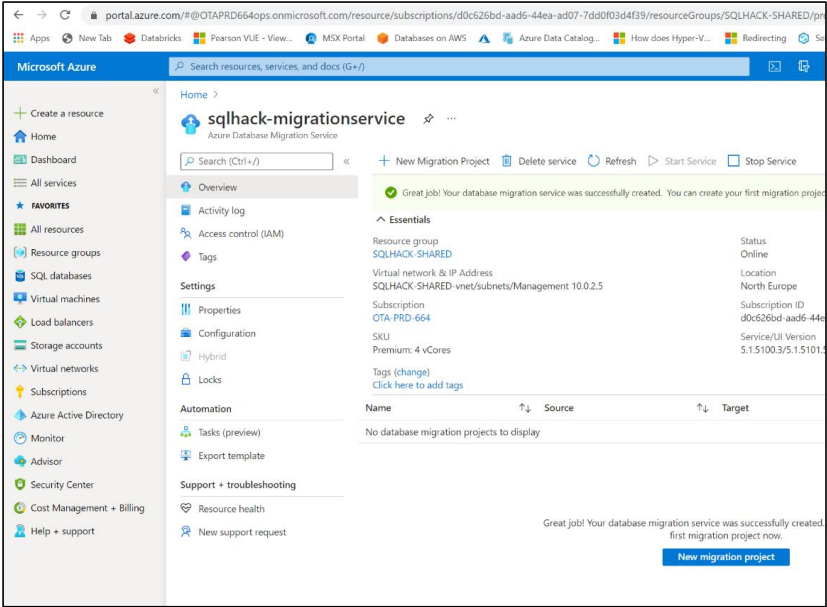 portal.azure.com/#@OTAPRD664ops.onmicrosoft.com/resource/subscriptions/d0c626bd-aad6-44ea-ad07-7dd0f03d4f39/resourceGroups/SQLHACK-SHARED/pro
Apps New Tab Databricks Pearson VUE - View... MSX Portal Databases on AWS Azure Data Catalog... How does Hyper-V... Redirecting Se
Microsoft Azure
Search resources, services, and docs (G+/)
Create a resource
Home
Dashboard
All services
FAVORITES
All resources
Resource groups
SQL databases
Virtual machines
Load balancers
Storage accounts
Virtual networks
Subscriptions
Azure Active Directory
Monitor
Advisor
Security Center
Cost Management + Billing
Help + support
Home >
sqlhack-migrationservice ...
Azure Database Migration Service
Search (Ctrl+/)
Overview
Activity log
Access control (IAM)
Tags
Settings
Properties
Configuration
Hybrid
Locks
Automation
Tasks (preview)
Export template
Support + troubleshooting
Resource health
New support request
New Migration Project Delete service Refresh Start Service Stop Service
Great job! Your database migration service was successfully created. You can create your first migration projec
Essentials
Resource group
SQLHACK-SHARED
Virtual network & IP Address
SQLHACK-SHARED-vnet/subnets/Management 10.0.2.5
Subscription
OTA-PRD-664
SKU
Premium: 4 vCores
Tags (change)
Click here to add tags
Status
Online
Location
North Europe
Subscription ID
d0c626bd-aad6-44e
Service/UI Version
5.1.5100.3/5.1.5101.5
Name Source Target
No database migration projects to display
Great job! Your database migration service was successfully created.
first migration project now.
New migration project